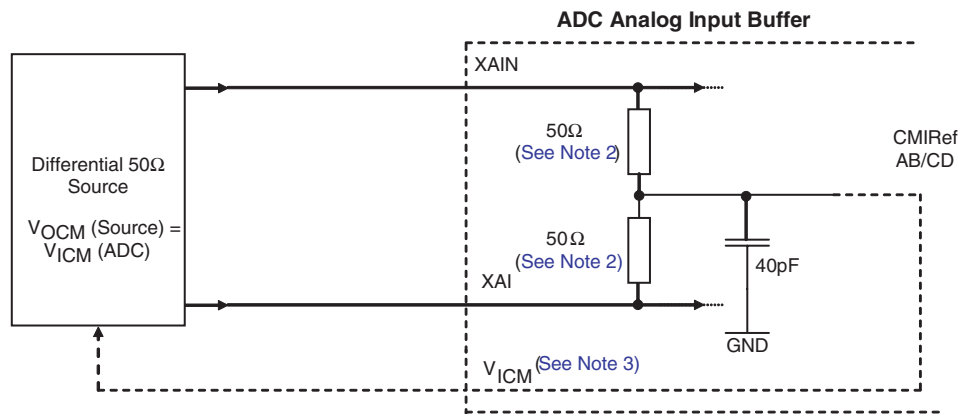 ADC Analog Input Buffer
XAIN
50Ω
(See Note 2)
CMIRef
AB/CD
Differential 50Ω
Source
VOCM (Source) =
VICM (ADC)
50Ω
(See Note 2)
XAI
40pF
GND
VICM (See Note 3)